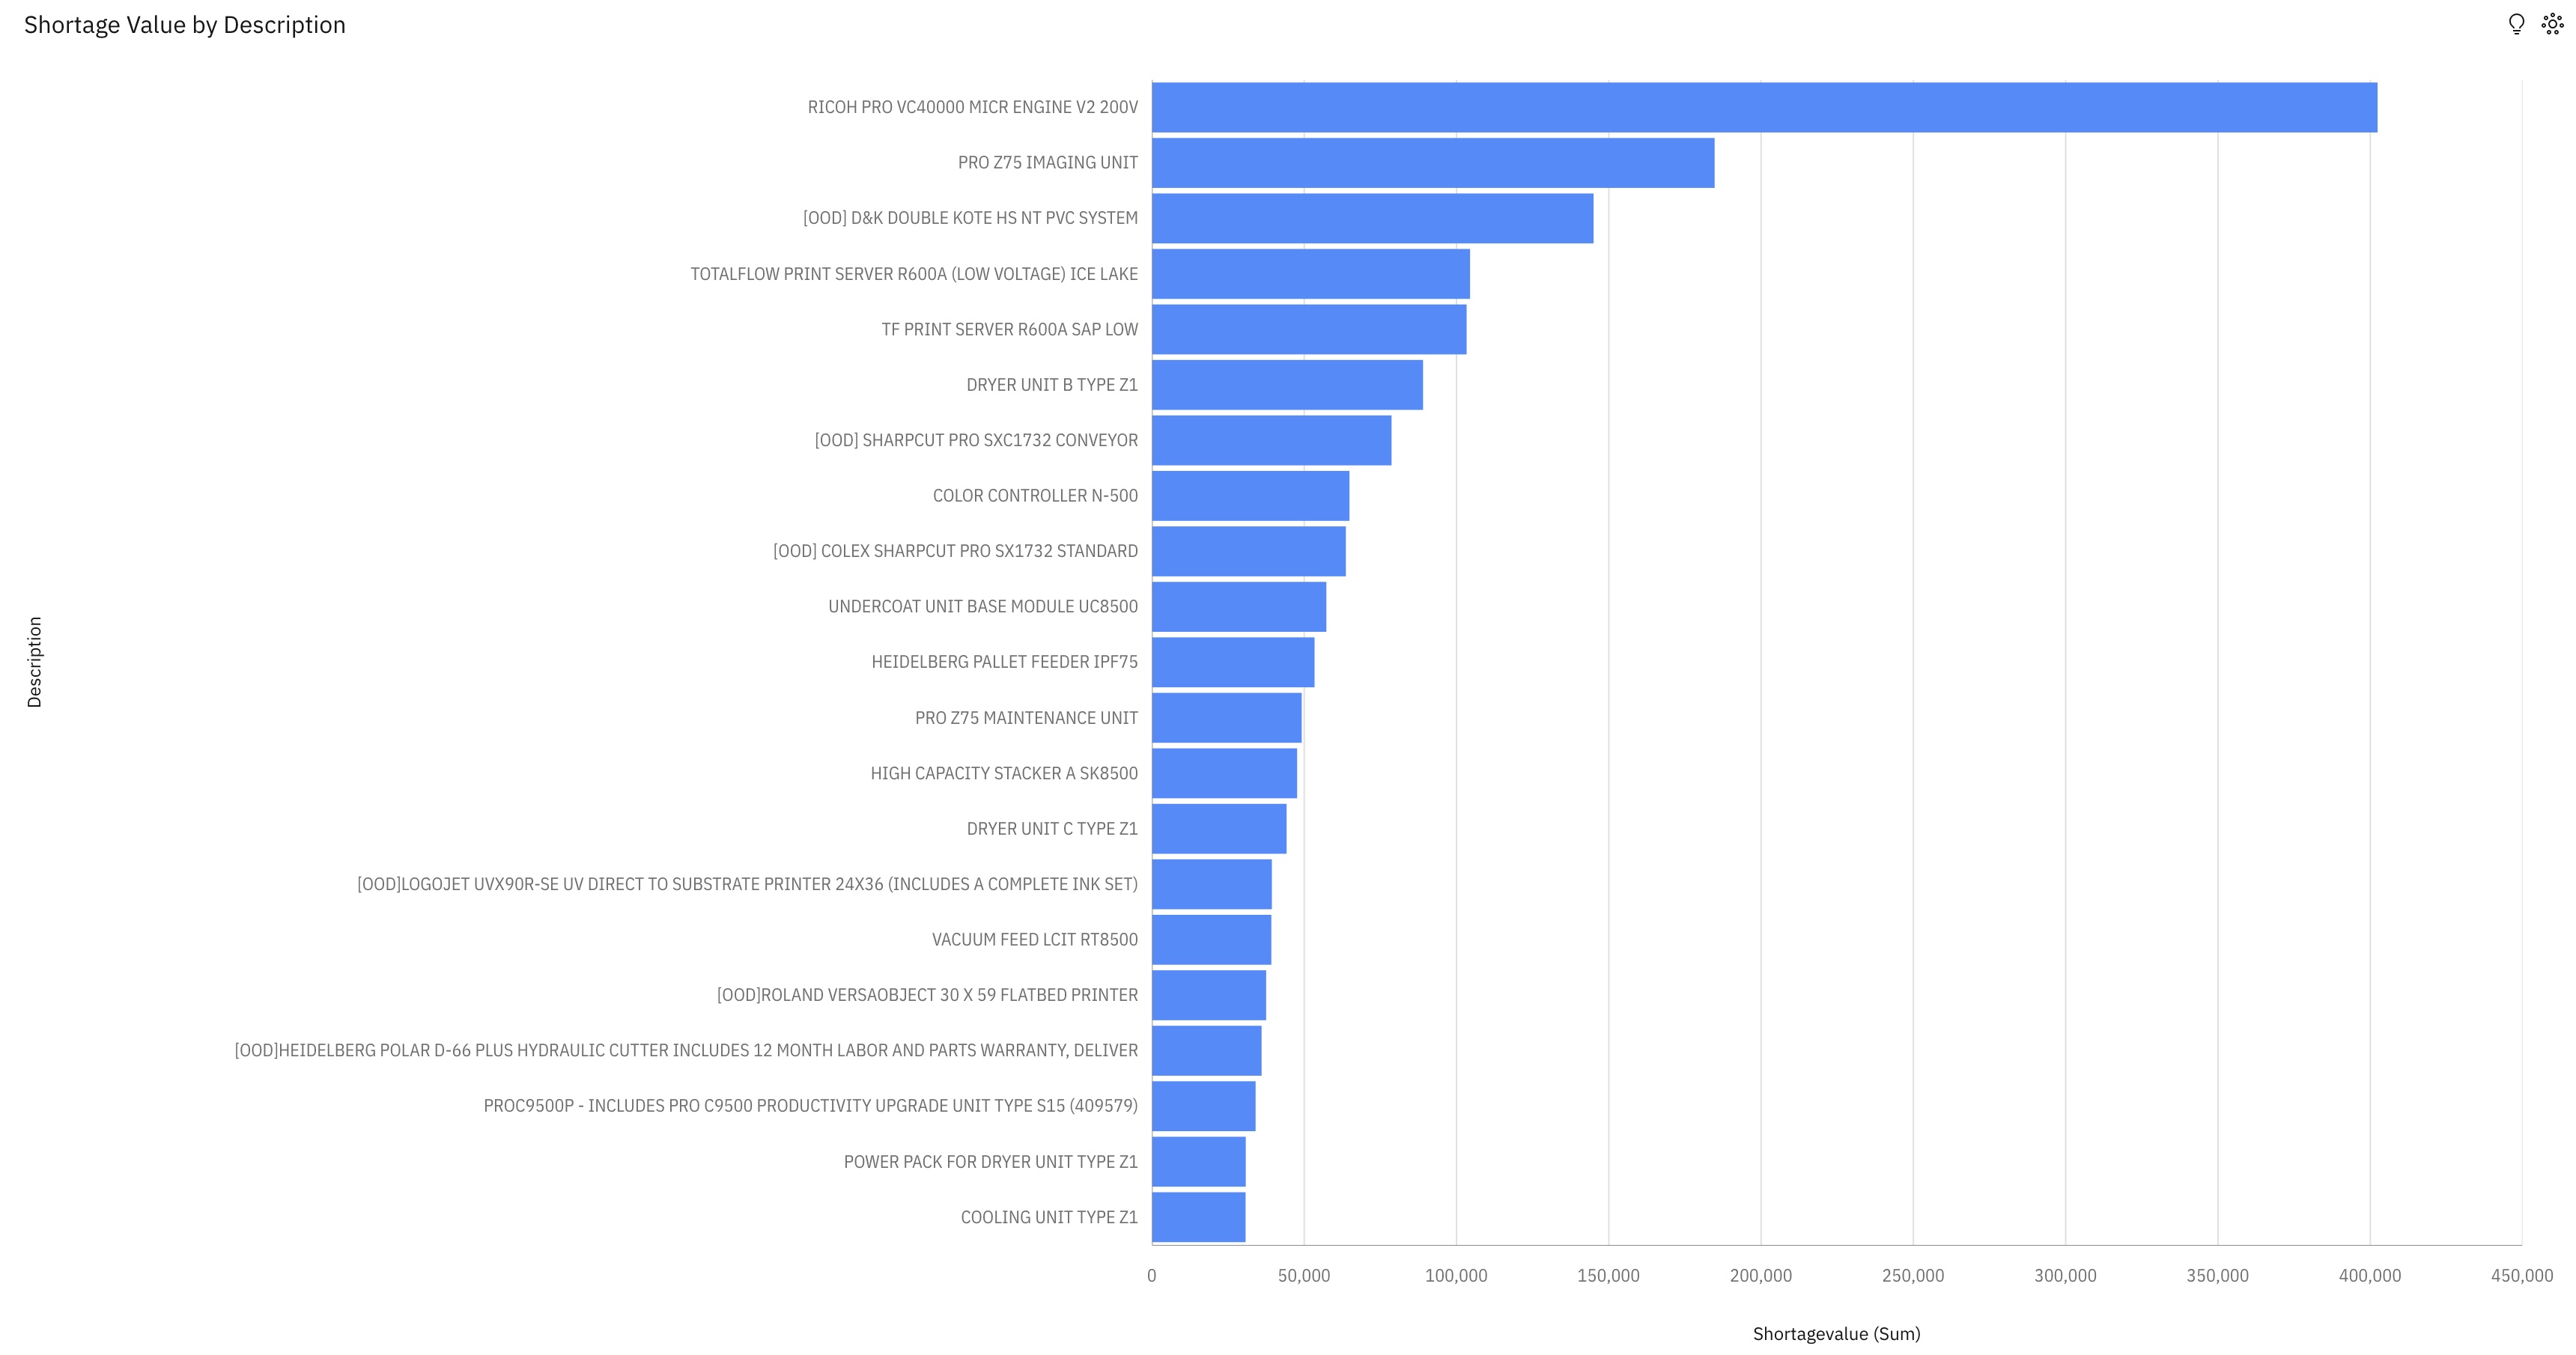 Shortage Value by Description
RICOH PRO VC40000 MICR ENGINE V2 200V
PRO Z75 IMAGING UNIT
[OOD] D&K DOUBLE KOTE HS NT PVC SYSTEM
TOTALFLOW PRINT SERVER R600A (LOW VOLTAGE) ICE LAKE
TF PRINT SERVER R600A SAP LOW
DRYER UNIT B TYPE Z1
[OOD] SHARPCUT PRO SXC1732 CONVEYOR
COLOR CONTROLLER N-500
[OOD] COLEX SHARPCUT PRO SX1732 STANDARD
UNDERCOAT UNIT BASE MODULE UC8500
HEIDELBERG PALLET FEEDER IPF75
PRO Z75 MAINTENANCE UNIT
HIGH CAPACITY STACKER A SK8500
DRYER UNIT C TYPE Z1
[OOD]LOGOJET UVX90R-SE UV DIRECT TO SUBSTRATE PRINTER 24X36 (INCLUDES A COMPLETE INK SET)
VACUUM FEED LCIT RT8500
[OOD]ROLAND VERSAOBJECT 30 X 59 FLATBED PRINTER
[OOD]HEIDELBERG POLAR D-66 PLUS HYDRAULIC CUTTER INCLUDES 12 MONTH LABOR AND PARTS WARRANTY, DELIVER
PROC9500P - INCLUDES PRO C9500 PRODUCTIVITY UPGRADE UNIT TYPE S15 (409579)
POWER PACK FOR DRYER UNIT TYPE Z1
COOLING UNIT TYPE Z1
Description
0 50,000 100,000 150,000 200,000 250,000 300,000 350,000 400,000 450,000
Shortagevalue (Sum)